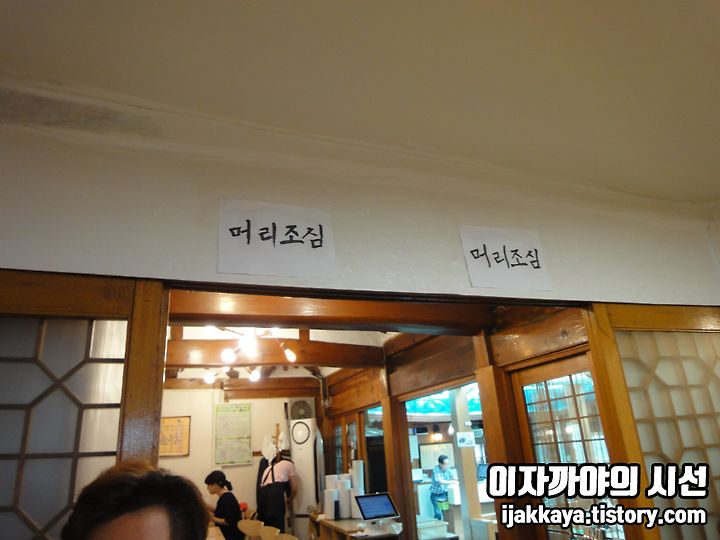 머리조심
머리조심
이자까야의 시선
ijakkaya.tistory.com